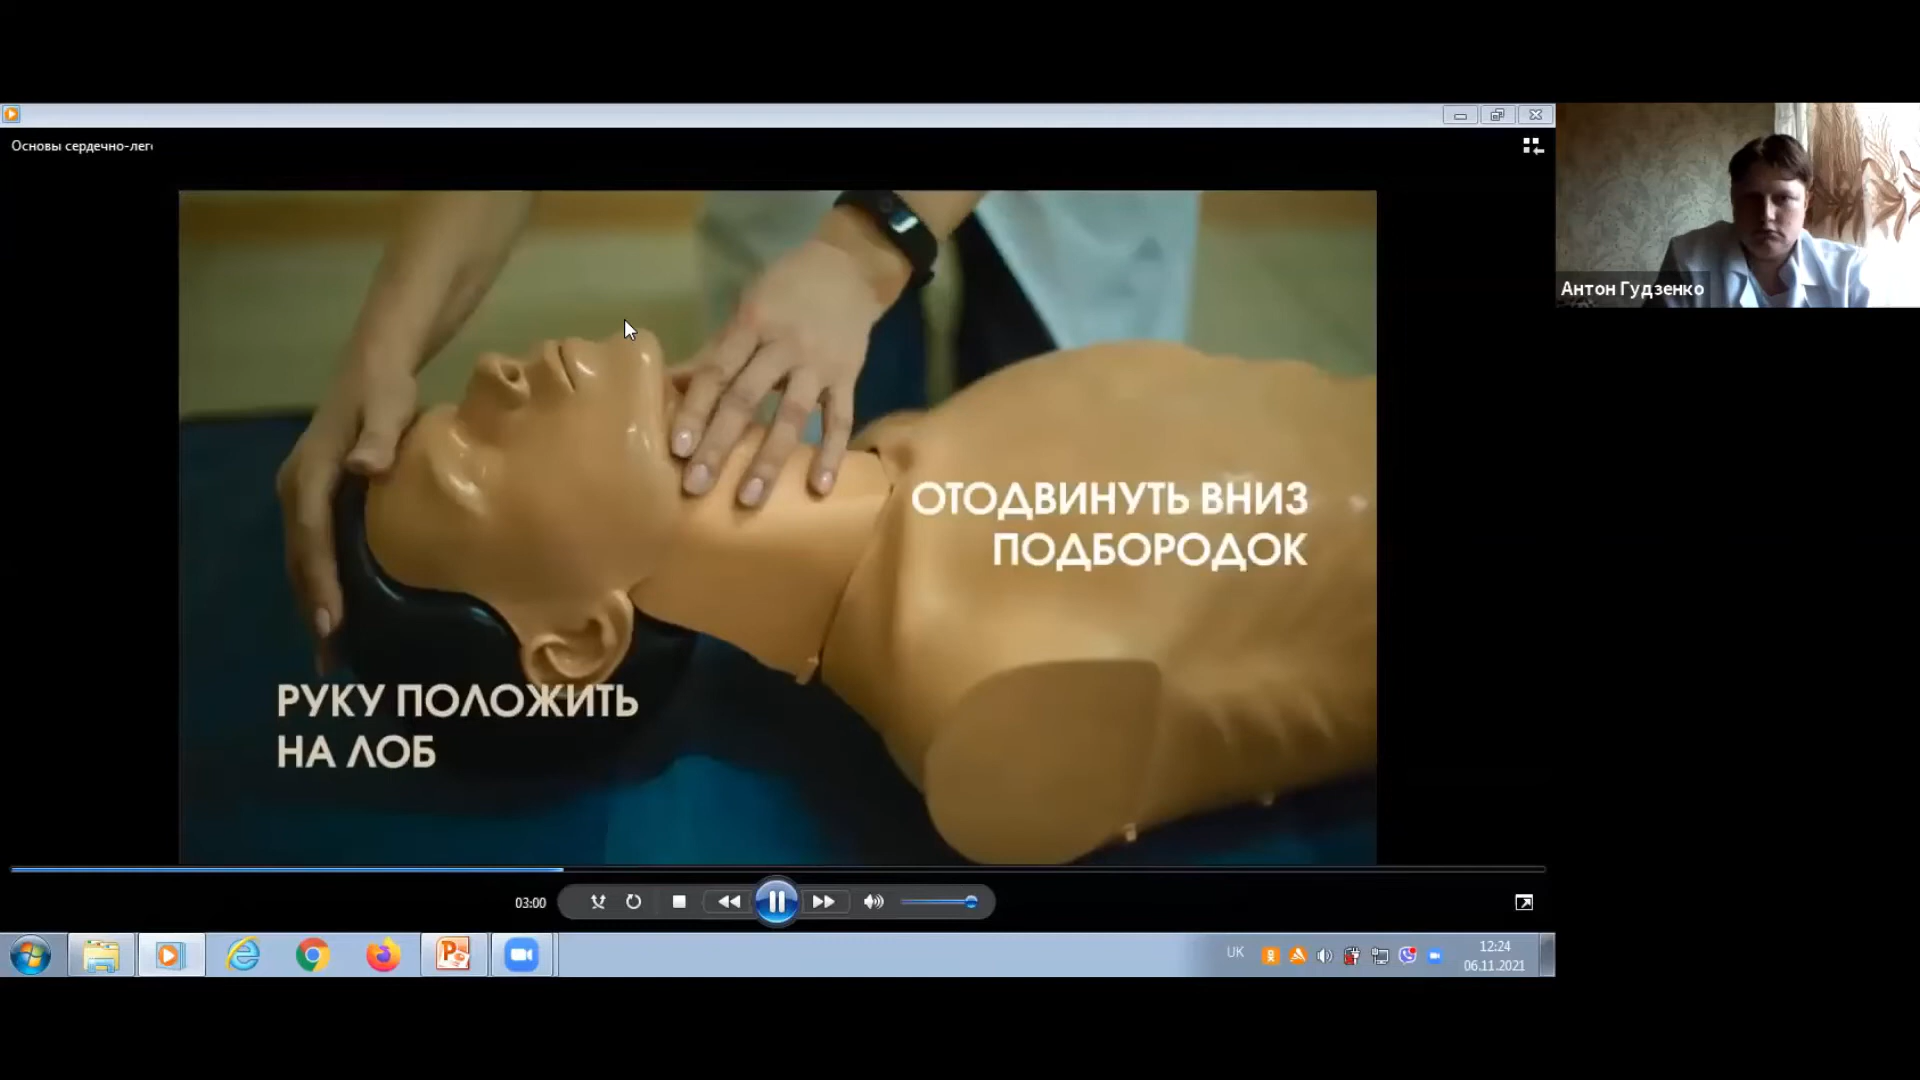 Основы сердечно-лег
Антон Гудзенко
ОТОДВИНУТЬ ВНИЗ
ПОДБОРОДОК
РУКУ ПОЛОЖИТЬ
НА ЛОБ
03:00
UK
12:24
06.11.2021